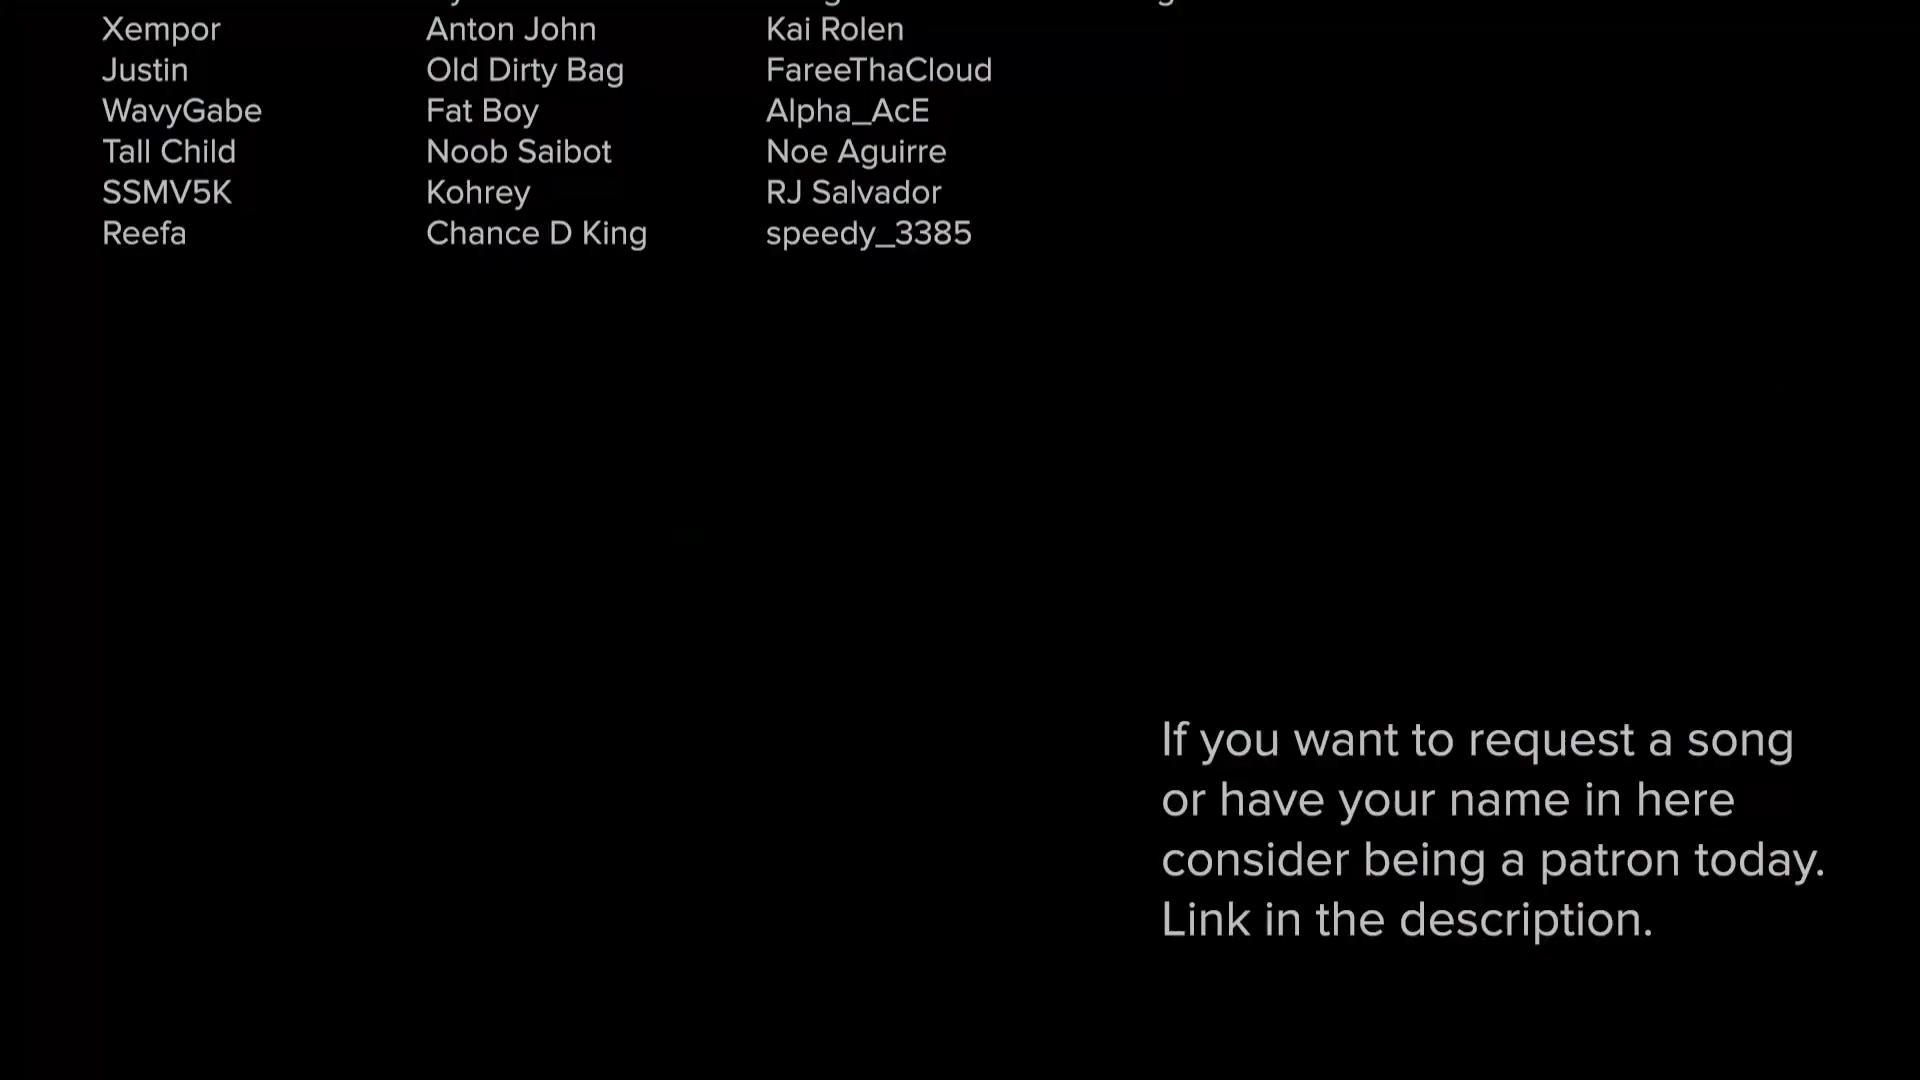 Xempor Anton John Kai Rolen
Justin Old Dirty Bag FareeThaCloud
WavyGabe Fat Boy Alpha_AcE
Tall Child Noob Saibot Noe Aguirre
SSMV5K Kohrey RJ Salvador
Reefa Chance D King speedy_3385
If you want to request a song
or have your name in here
consider being a patron today.
Link in the description.